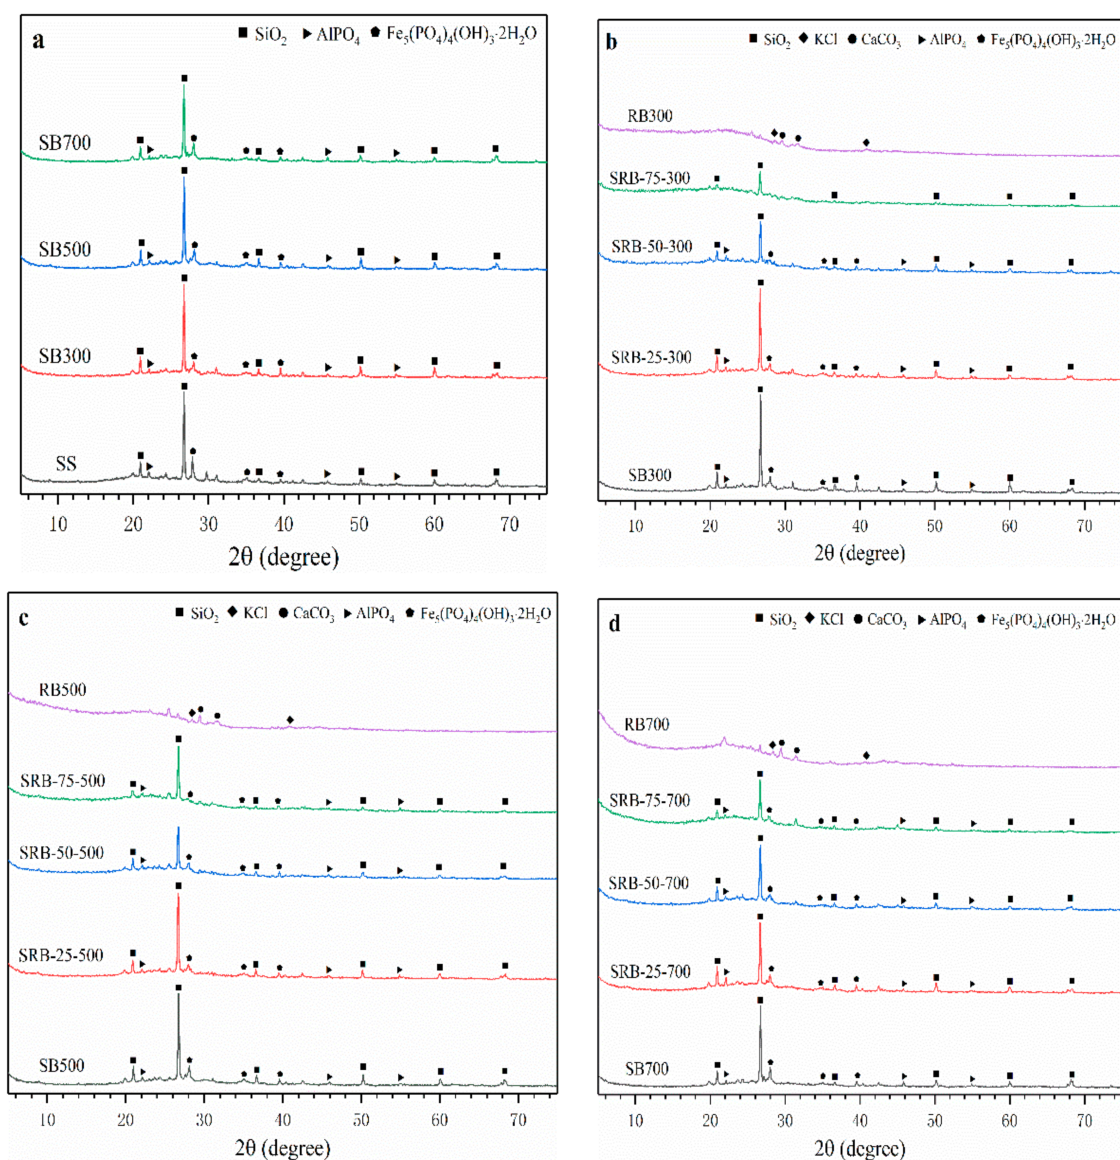 a
■ SiO₂ ▶ AlPO₄ ⬟ Fe₅(PO₄)₄(OH)₃·2H₂O
SB700
SB500
SB300
SS
10 20 30 40 50 60 70
2θ (degree)
b
■ SiO₂ ◆ KCl ● CaCO₃ ▶ AlPO₄ ⬟ Fe₅(PO₄)₄(OH)₃·2H₂O
RB300
SRB-75-300
SRB-50-300
SRB-25-300
SB300
10 20 30 40 50 60 70
2θ (degree)
c
■ SiO₂ ◆ KCl ● CaCO₃ ▶ AlPO₄ ⬟ Fe₅(PO₄)₄(OH)₃·2H₂O
RB500
SRB-75-500
SRB-50-500
SRB-25-500
SB500
10 20 30 40 50 60 70
2θ (degree)
d
■ SiO₂ ◆ KCl ● CaCO₃ ▶ AlPO₄ ⬟ Fe₅(PO₄)₄(OH)₃·2H₂O
RB700
SRB-75-700
SRB-50-700
SRB-25-700
SB700
10 20 30 40 50 60 70
2θ (degree)